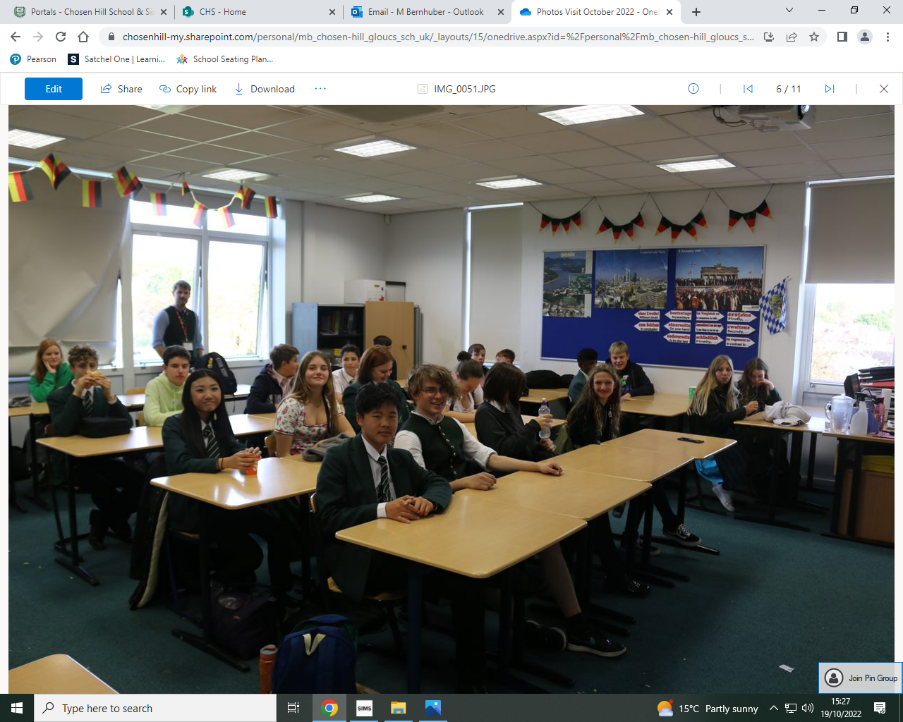 Portals - Chosen Hill School & Si
CHS - Home
Email - M Bernhuber - Outlook
Photos Visit October 2022 - One
chosenhill-my.sharepoint.com/personal/mb_chosen-hill_gloucs_sch_uk/_layouts/15/onedrive.aspx?id=%2Fpersonal%2Fmb_chosen-hill_gloucs_s...
Pearson
Satchel One | Learni...
School Seating Plan...
Edit
Share
Copy link
Download
IMG_0051.JPG
6 / 11
Join Pin Group
Type here to search
SIMS
15°C Partly sunny
15:27
19/10/2022